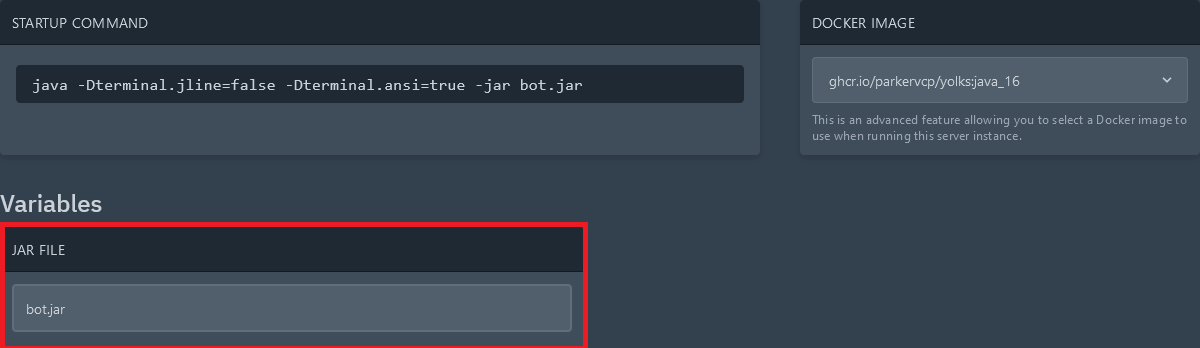 STARTUP COMMAND
java -Dterminal.jline=false -Dterminal.ansi=true -jar bot.jar
DOCKER IMAGE
ghcr.io/parkervcp/yolks:java_16
This is an advanced feature allowing you to select a Docker image to
use when running this server instance.
Variables
JAR FILE
bot.jar